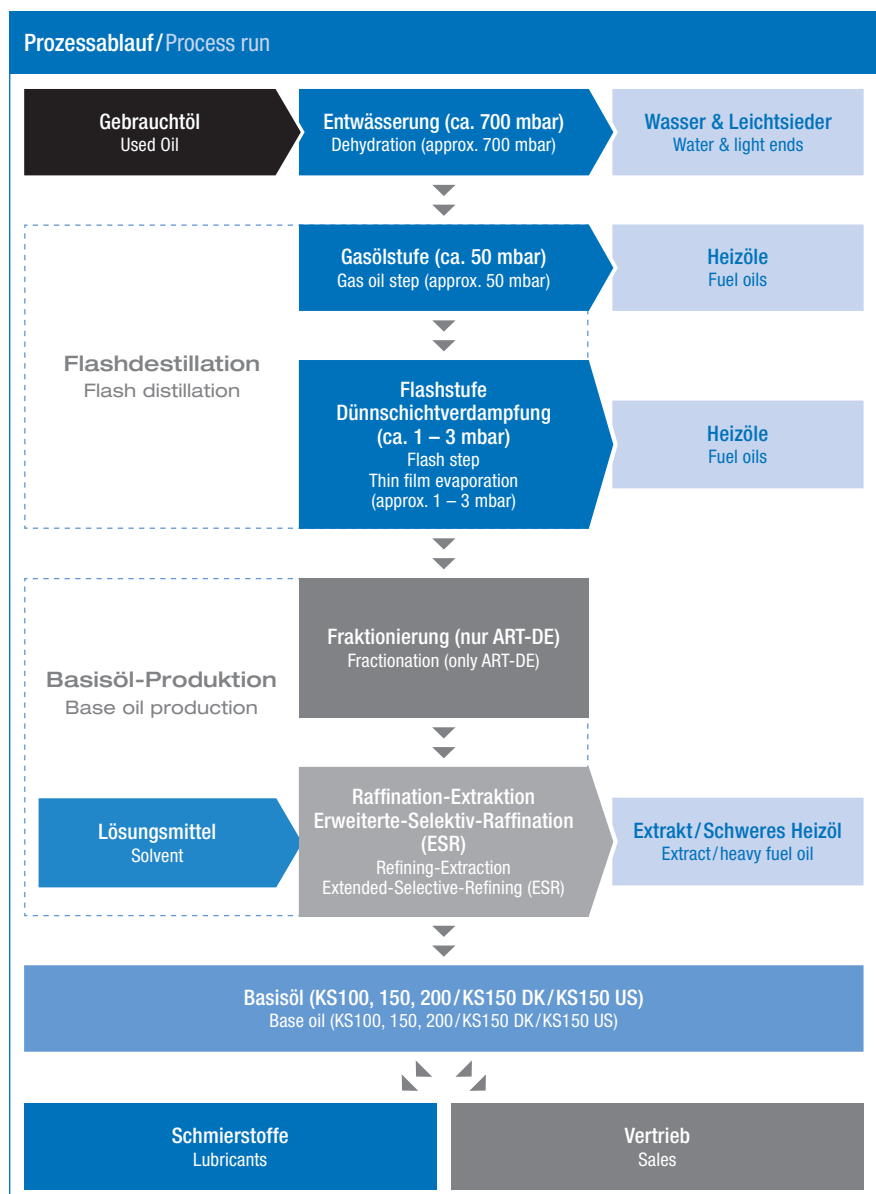 Prozessablauf/Process run
Gebrauchtöl
Used Oil
Entwässerung (ca. 700 mbar)
Dehydration (approx. 700 mbar)
Wasser & Leichtsieder
Water & light ends
Gasölstufe (ca. 50 mbar)
Gas oil step (approx. 50 mbar)
Heizöle
Fuel oils
Flashdestillation
Flash distillation
Flashstufe
Dünnschichtverdampfung
(ca. 1 – 3 mbar)
Flash step
Thin film evaporation
(approx. 1 – 3 mbar)
Heizöle
Fuel oils
Fraktionierung (nur ART-DE)
Fractionation (only ART-DE)
Basisöl-Produktion
Base oil production
Lösungsmittel
Solvent
Raffination-Extraktion
Erweiterte-Selektiv-Raffination
(ESR)
Refining-Extraction
Extended-Selective-Refining (ESR)
Extrakt/Schweres Heizöl
Extract/heavy fuel oil
Basisöl (KS100, 150, 200/KS150 DK/KS150 US)
Base oil (KS100, 150, 200/KS150 DK/KS150 US)
Schmierstoffe
Lubricants
Vertrieb
Sales